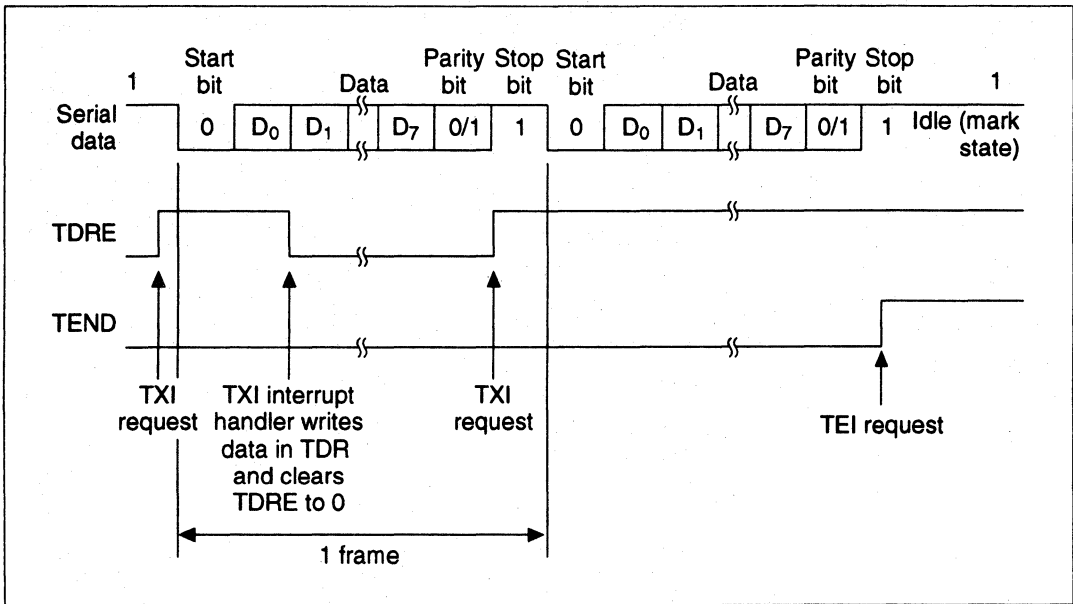 Start Parity Stop Start Parity Stop
1 bit Data bit bit bit Data bit bit 1
Serial data
0 D₀ D₁ D₇ 0/1 1 0 D₀ D₁ D₇ 0/1 1 Idle (mark state)
TDRE
TEND
TXI
request
TXI interrupt
handler writes
data in TDR
and clears
TDRE to 0
TXI
request
TEI request
1 frame